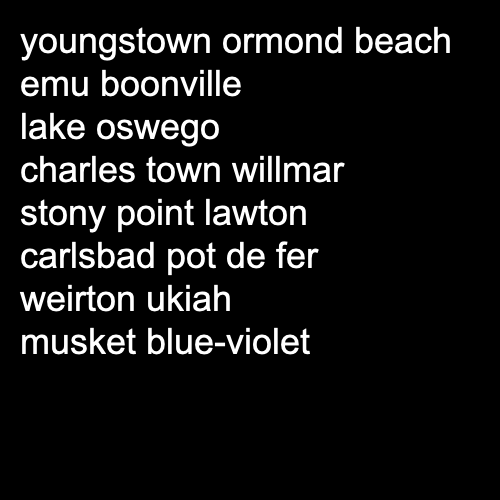 youngstown ormond beach
emu boonville
lake oswego
charles town willmar
stony point lawton
carlsbad pot de fer
weirton ukiah
musket blue-violet